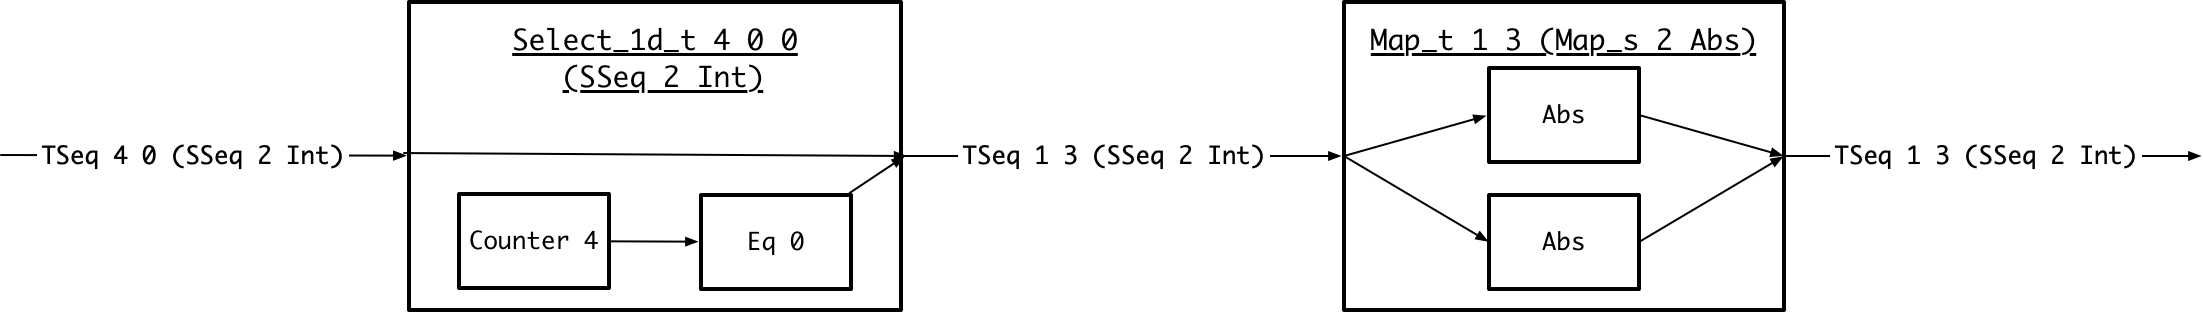 TSeq 4 0 (SSeq 2 Int)
Select_1d_t 4 0 0
(SSeq 2 Int)
Counter 4
Eq 0
TSeq 1 3 (SSeq 2 Int)
Map_t 1 3 (Map_s 2 Abs)
Abs
Abs
TSeq 1 3 (SSeq 2 Int)